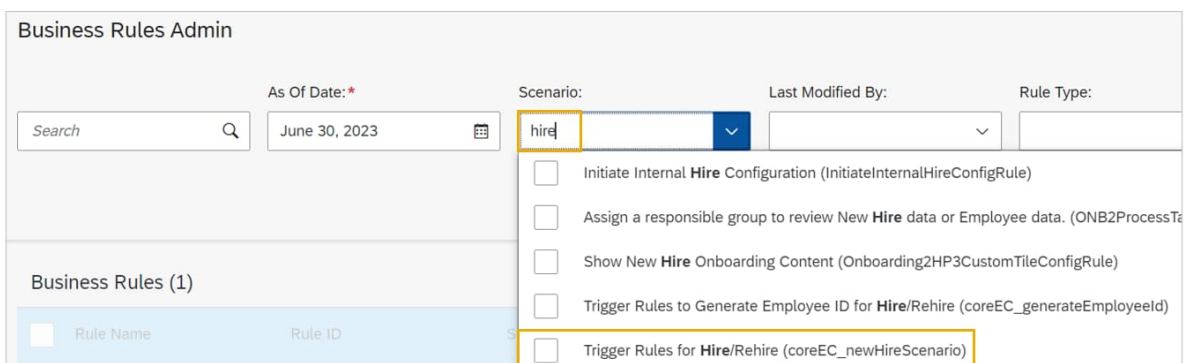 Business Rules Admin
As Of Date:* Scenario: Last Modified By: Rule Type:
Search June 30, 2023 hire
Initiate Internal Hire Configuration (InitiateInternalHireConfigRule)
Assign a responsible group to review New Hire data or Employee data. (ONB2ProcessTa
Show New Hire Onboarding Content (Onboarding2HP3CustomTileConfigRule)
Business Rules (1)
Trigger Rules to Generate Employee ID for Hire/Rehire (coreEC_generateEmployeeId)
Rule Name Rule ID S
Trigger Rules for Hire/Rehire (coreEC_newHireScenario)